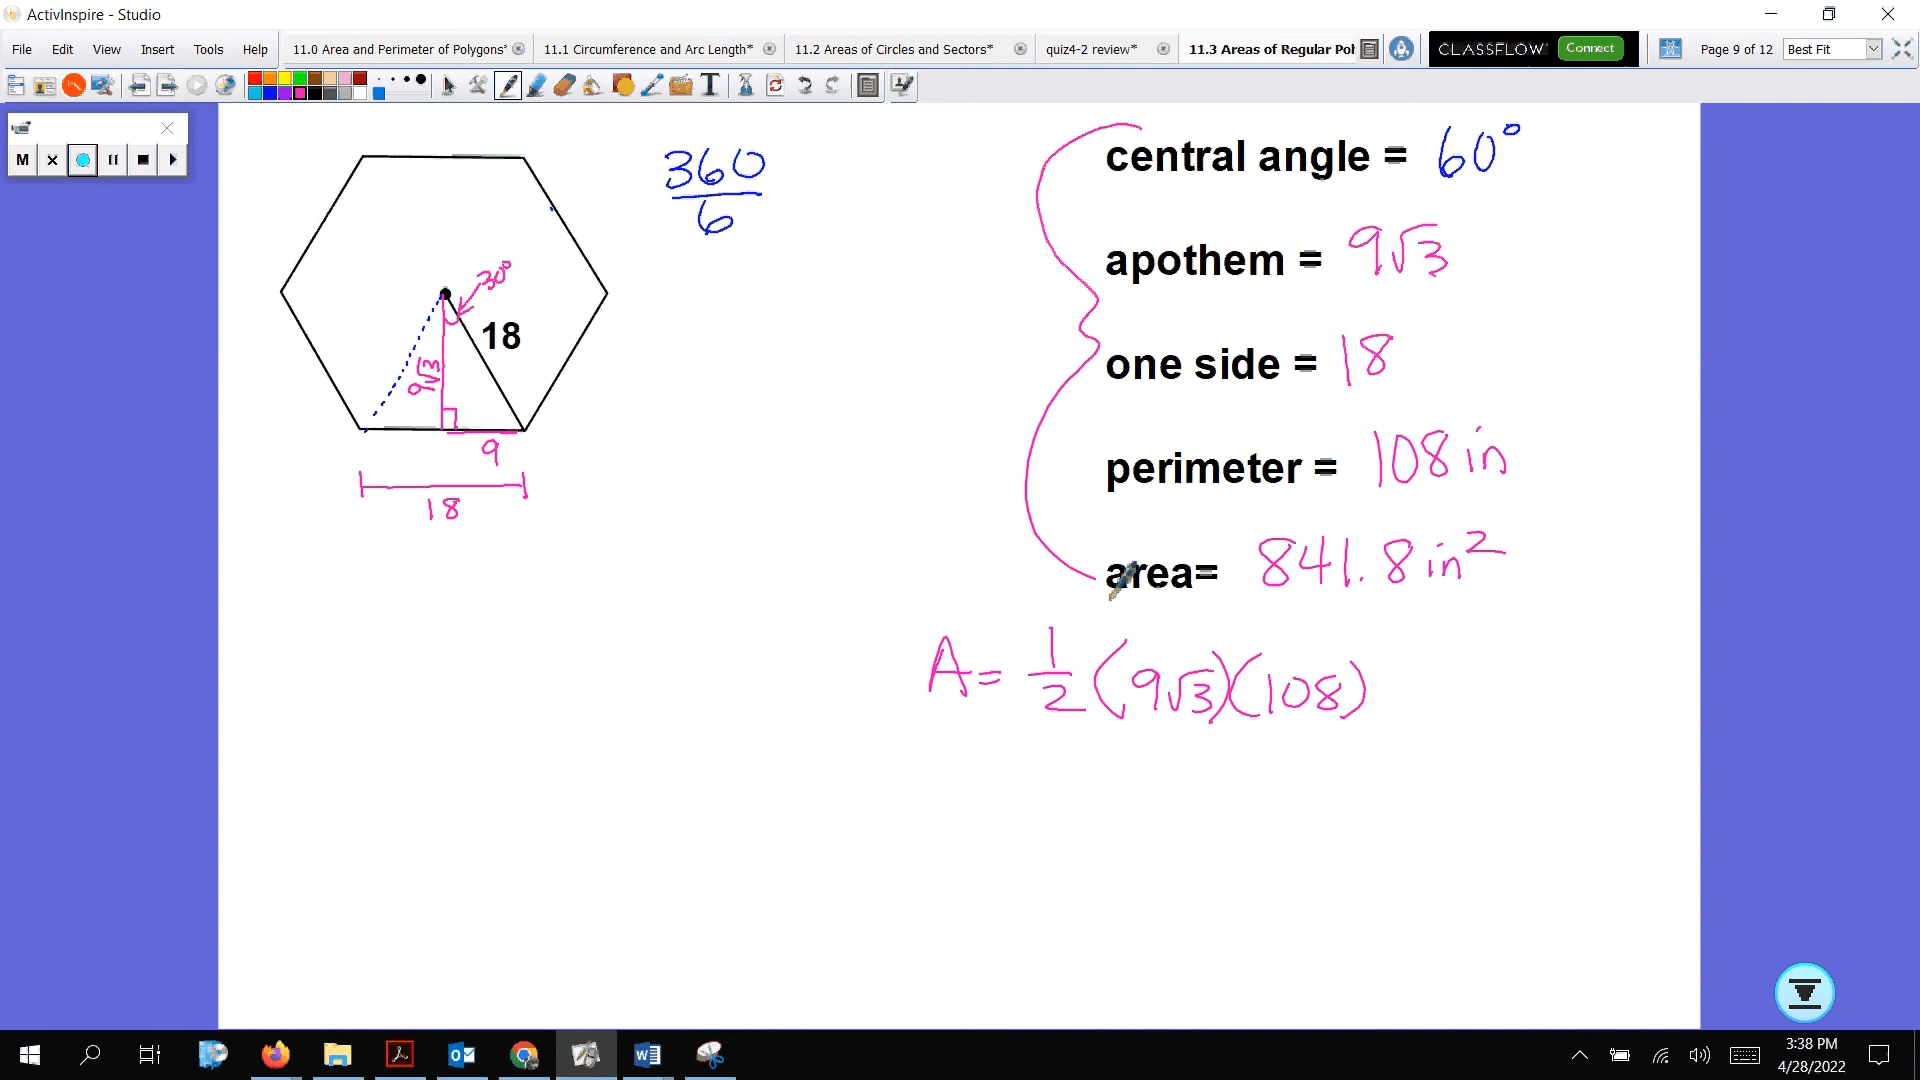 ActivInspire - Studio
File Edit View Insert Tools Help
11.0 Area and Perimeter of Polygons* 11.1 Circumference and Arc Length* 11.2 Areas of Circles and Sectors* quiz4-2 review* 11.3 Areas of Regular Pol
CLASSFLOW Connect
Page 9 of 12 Best Fit
T
M
360
6
central angle = 60°
apothem = 9√3
one side = 18
perimeter = 108 in
area= 841.8 in²
30°
18
9√3
9
18
A = 1/2 (9√3)(108)
3:38 PM
4/28/2022